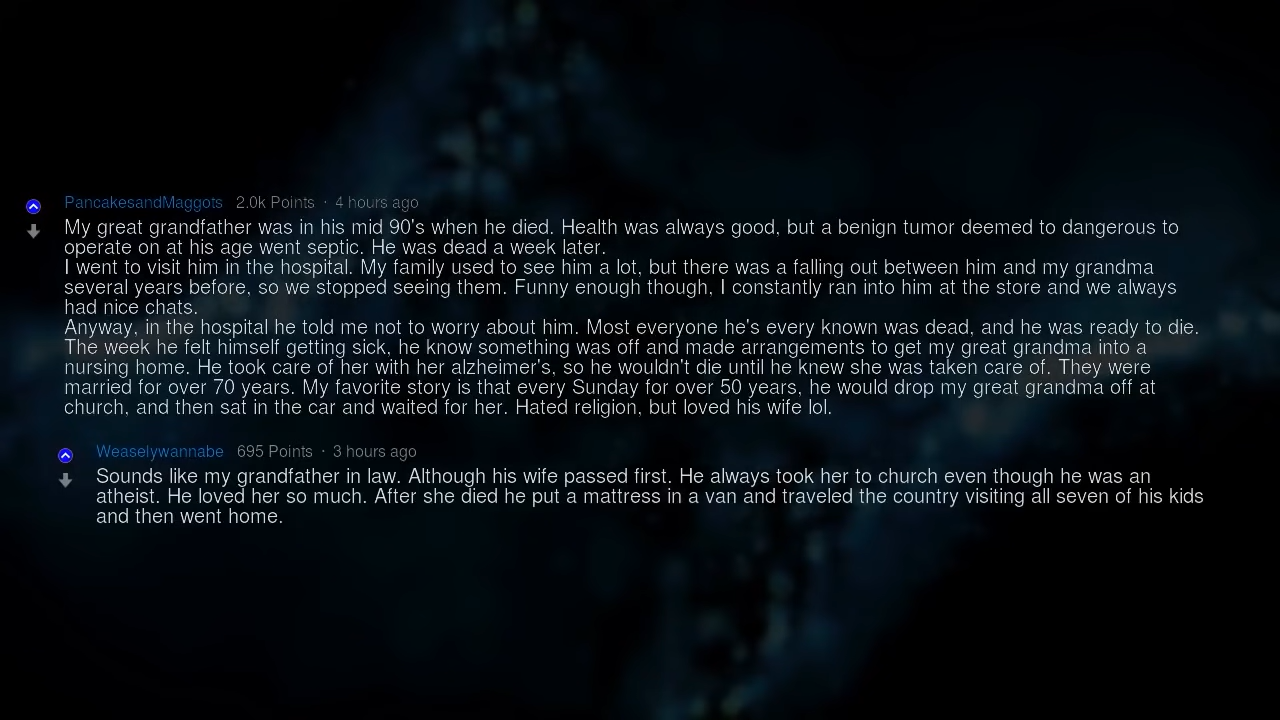 PancakesandMaggots 2.0k Points · 4 hours ago
My great grandfather was in his mid 90's when he died. Health was always good, but a benign tumor deemed to dangerous to
operate on at his age went septic. He was dead a week later.
I went to visit him in the hospital. My family used to see him a lot, but there was a falling out between him and my grandma
several years before, so we stopped seeing them. Funny enough though, I constantly ran into him at the store and we always
had nice chats.
Anyway, in the hospital he told me not to worry about him. Most everyone he's every known was dead, and he was ready to die.
The week he felt himself getting sick, he know something was off and made arrangements to get my great grandma into a
nursing home. He took care of her with her alzheimer's, so he wouldn't die until he knew she was taken care of. They were
married for over 70 years. My favorite story is that every Sunday for over 50 years, he would drop my great grandma off at
church, and then sat in the car and waited for her. Hated religion, but loved his wife lol.
Weaselywannabe 695 Points · 3 hours ago
Sounds like my grandfather in law. Although his wife passed first. He always took her to church even though he was an
atheist. He loved her so much. After she died he put a mattress in a van and traveled the country visiting all seven of his kids
and then went home.